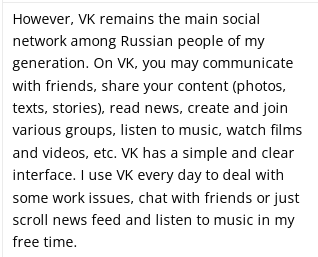 However, VK remains the main social
network among Russian people of my
generation. On VK, you may communicate
with friends, share your content (photos,
texts, stories), read news, create and join
various groups, listen to music, watch films
and videos, etc. VK has a simple and clear
interface. I use VK every day to deal with
some work issues, chat with friends or just
scroll news feed and listen to music in my
free time.